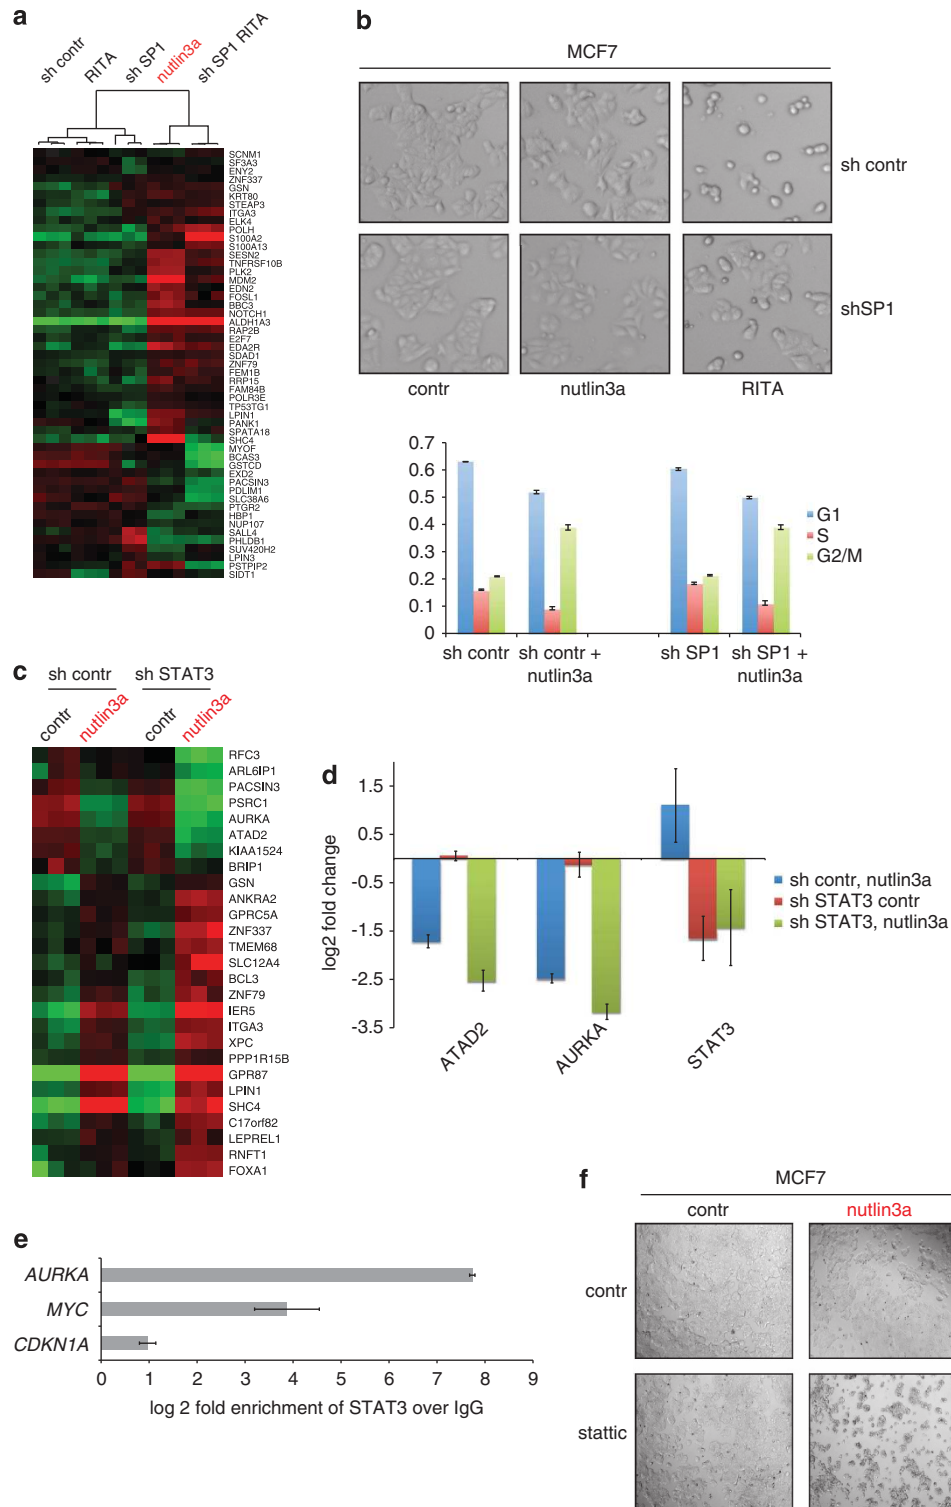 a
sh contr
RITA
sh SP1
nutlin3a
sh SP1 RITA
SCNM1
SF3A3
ENY2
ZNF337
GSN
KRT80
STEAP3
ITGA3
ELK4
POLH
S100A2
S100A13
SESN2
TNFRSF10B
PLK2
MDM2
EDN2
FOSL1
BBC3
NOTCH1
ALDH1A3
RAP2B
E2F7
EDA2R
SDAD1
ZNF79
FEM1B
RRP15
FAM84B
POLR3E
TP53TG1
LPIN1
PANK1
SPATA18
SHC4
MYOF
BCAS3
GSTCD
EXD2
PACSIN3
PDLIM1
SLC38A6
PTGR2
HBP1
NUP107
SALL4
PHLDB1
SUV420H2
LPIN3
PSTPIP2
SIDT1
b
MCF7
sh contr
shSP1
contr
nutlin3a
RITA
0.7
0.6
0.5
0.4
0.3
0.2
0.1
0
G1
S
G2/M
sh contr
sh contr +
nutlin3a
sh SP1
sh SP1 +
nutlin3a
c
sh contr
sh STAT3
contr
nutlin3a
contr
nutlin3a
RFC3
ARL6IP1
PACSIN3
PSRC1
AURKA
ATAD2
KIAA1524
BRIP1
GSN
ANKRA2
GPRC5A
ZNF337
TMEM68
SLC12A4
BCL3
ZNF79
IER5
ITGA3
XPC
PPP1R15B
GPR87
LPIN1
SHC4
C17orf82
LEPREL1
RNFT1
FOXA1
d
log2 fold change
1.5
0.5
-0.5
-1.5
-2.5
-3.5
ATAD2
AURKA
STAT3
sh contr, nutlin3a
sh STAT3 contr
sh STAT3, nutlin3a
e
AURKA
MYC
CDKN1A
0 1 2 3 4 5 6 7 8 9
log 2 fold enrichment of STAT3 over IgG
f
MCF7
contr
nutlin3a
contr
stattic